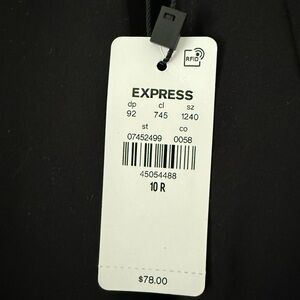 RFID
EXPRESS
dp cl sz
92 745 1240
st co
07452499 0058
45054488
10 R
$78.00